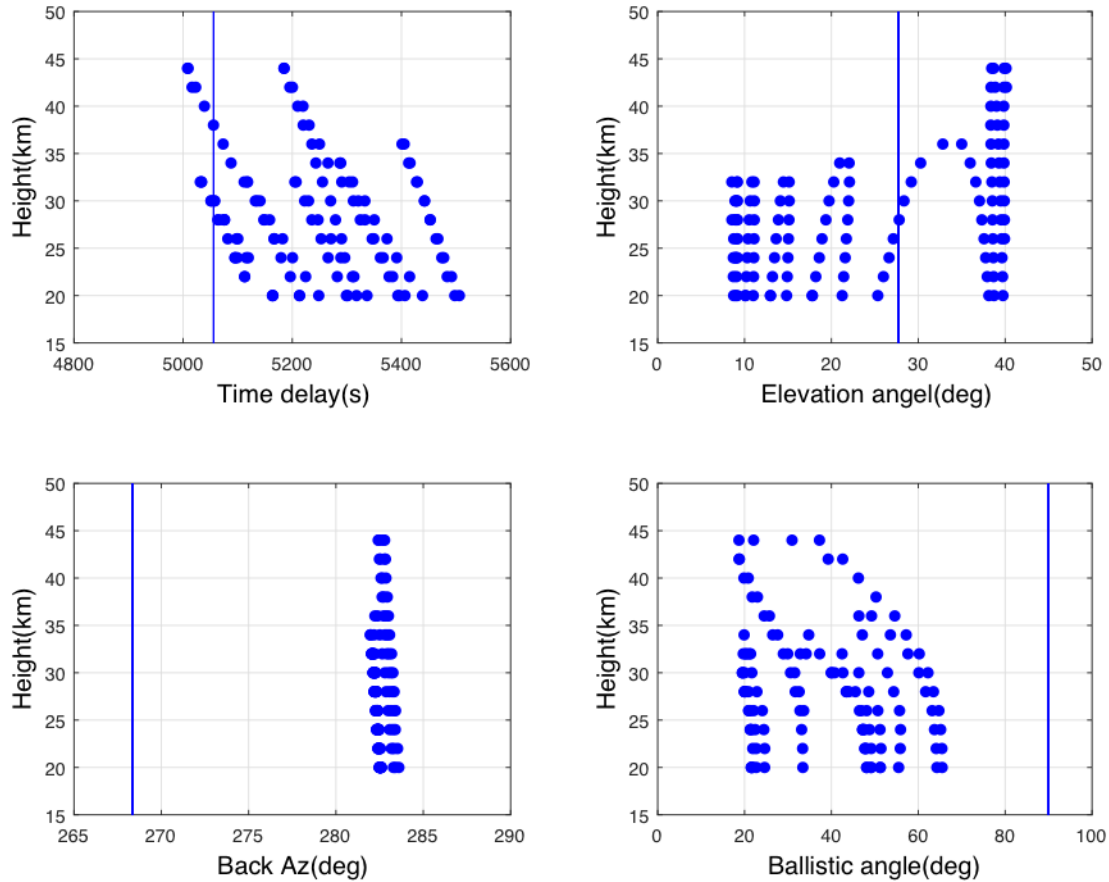 50
45
40
35
30
25
20
15
Height(km)
4800 5000 5200 5400 5600
Time delay(s)
50
45
40
35
30
25
20
15
Height(km)
0 10 20 30 40 50
Elevation angel(deg)
50
45
40
35
30
25
20
15
Height(km)
265 270 275 280 285 290
Back Az(deg)
50
45
40
35
30
25
20
15
Height(km)
0 20 40 60 80 100
Ballistic angle(deg)